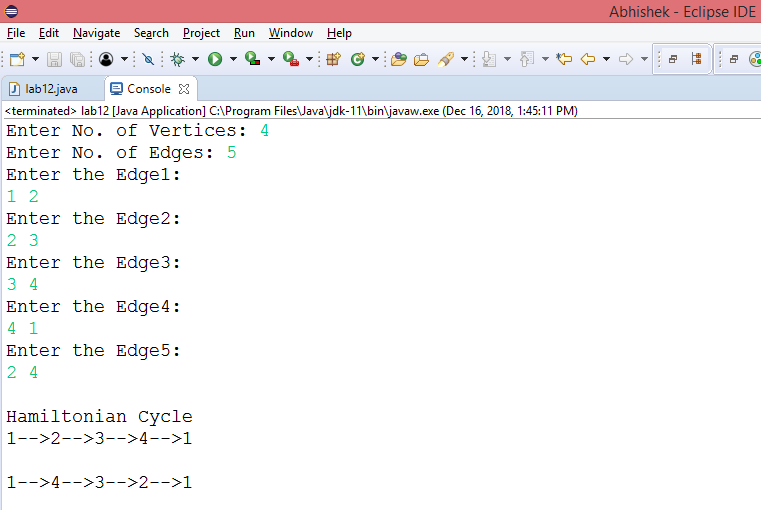 Abhishek - Eclipse IDE
File Edit Navigate Search Project Run Window Help
lab12.java Console
<terminated> lab12 [Java Application] C:\Program Files\Java\jdk-11\bin\javaw.exe (Dec 16, 2018, 1:45:11 PM)
Enter No. of Vertices: 4
Enter No. of Edges: 5
Enter the Edge1:
1 2
Enter the Edge2:
2 3
Enter the Edge3:
3 4
Enter the Edge4:
4 1
Enter the Edge5:
2 4
Hamiltonian Cycle
1-->2-->3-->4-->1
1-->4-->3-->2-->1